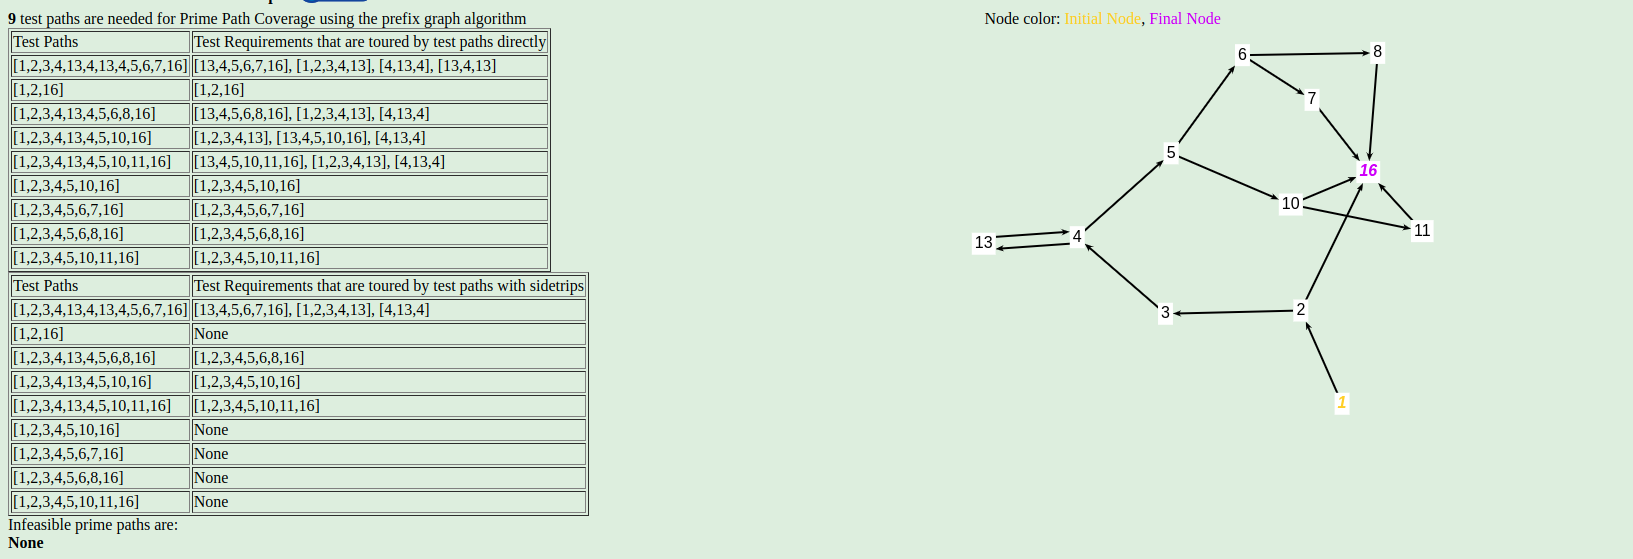 9 test paths are needed for Prime Path Coverage using the prefix graph algorithm
Test Paths Test Requirements that are toured by test paths directly
[1,2,3,4,13,4,13,4,5,6,7,16] [13,4,5,6,7,16], [1,2,3,4,13], [4,13,4], [13,4,13]
[1,2,16] [1,2,16]
[1,2,3,4,13,4,5,6,8,16] [13,4,5,6,8,16], [1,2,3,4,13], [4,13,4]
[1,2,3,4,13,4,5,10,16] [1,2,3,4,13], [13,4,5,10,16], [4,13,4]
[1,2,3,4,13,4,5,10,11,16] [13,4,5,10,11,16], [1,2,3,4,13], [4,13,4]
[1,2,3,4,5,10,16] [1,2,3,4,5,10,16]
[1,2,3,4,5,6,7,16] [1,2,3,4,5,6,7,16]
[1,2,3,4,5,6,8,16] [1,2,3,4,5,6,8,16]
[1,2,3,4,5,10,11,16] [1,2,3,4,5,10,11,16]
Test Paths Test Requirements that are toured by test paths with sidetrips
[1,2,3,4,13,4,13,4,5,6,7,16] [13,4,5,6,7,16], [1,2,3,4,13], [4,13,4]
[1,2,16] None
[1,2,3,4,13,4,5,6,8,16] [1,2,3,4,5,6,8,16]
[1,2,3,4,13,4,5,10,16] [1,2,3,4,5,10,16]
[1,2,3,4,13,4,5,10,11,16] [1,2,3,4,5,10,11,16]
[1,2,3,4,5,10,16] None
[1,2,3,4,5,6,7,16] None
[1,2,3,4,5,6,8,16] None
[1,2,3,4,5,10,11,16] None
Infeasible prime paths are:
None
Node color: Initial Node, Final Node
6
8
7
5
16
10
11
4
13
3
2
1